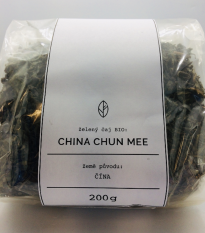 Zelený čaj BIO:
CHINA CHUN MEE
Země původu:
ČÍNA
200g